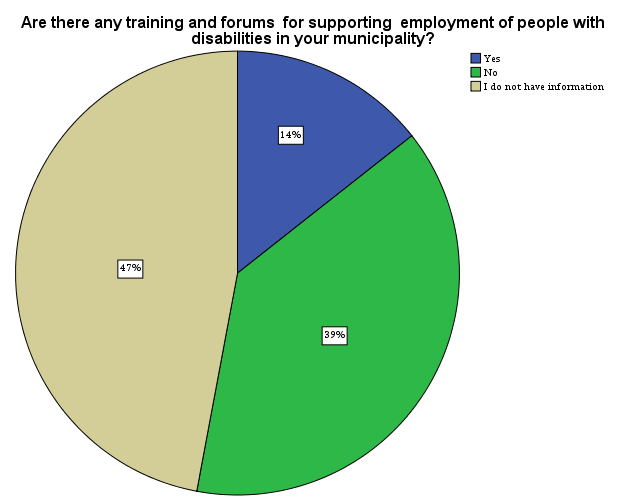 Are there any training and forums for supporting employment of people with
disabilities in your municipality?
Yes
No
I do not have information
14%
47%
39%